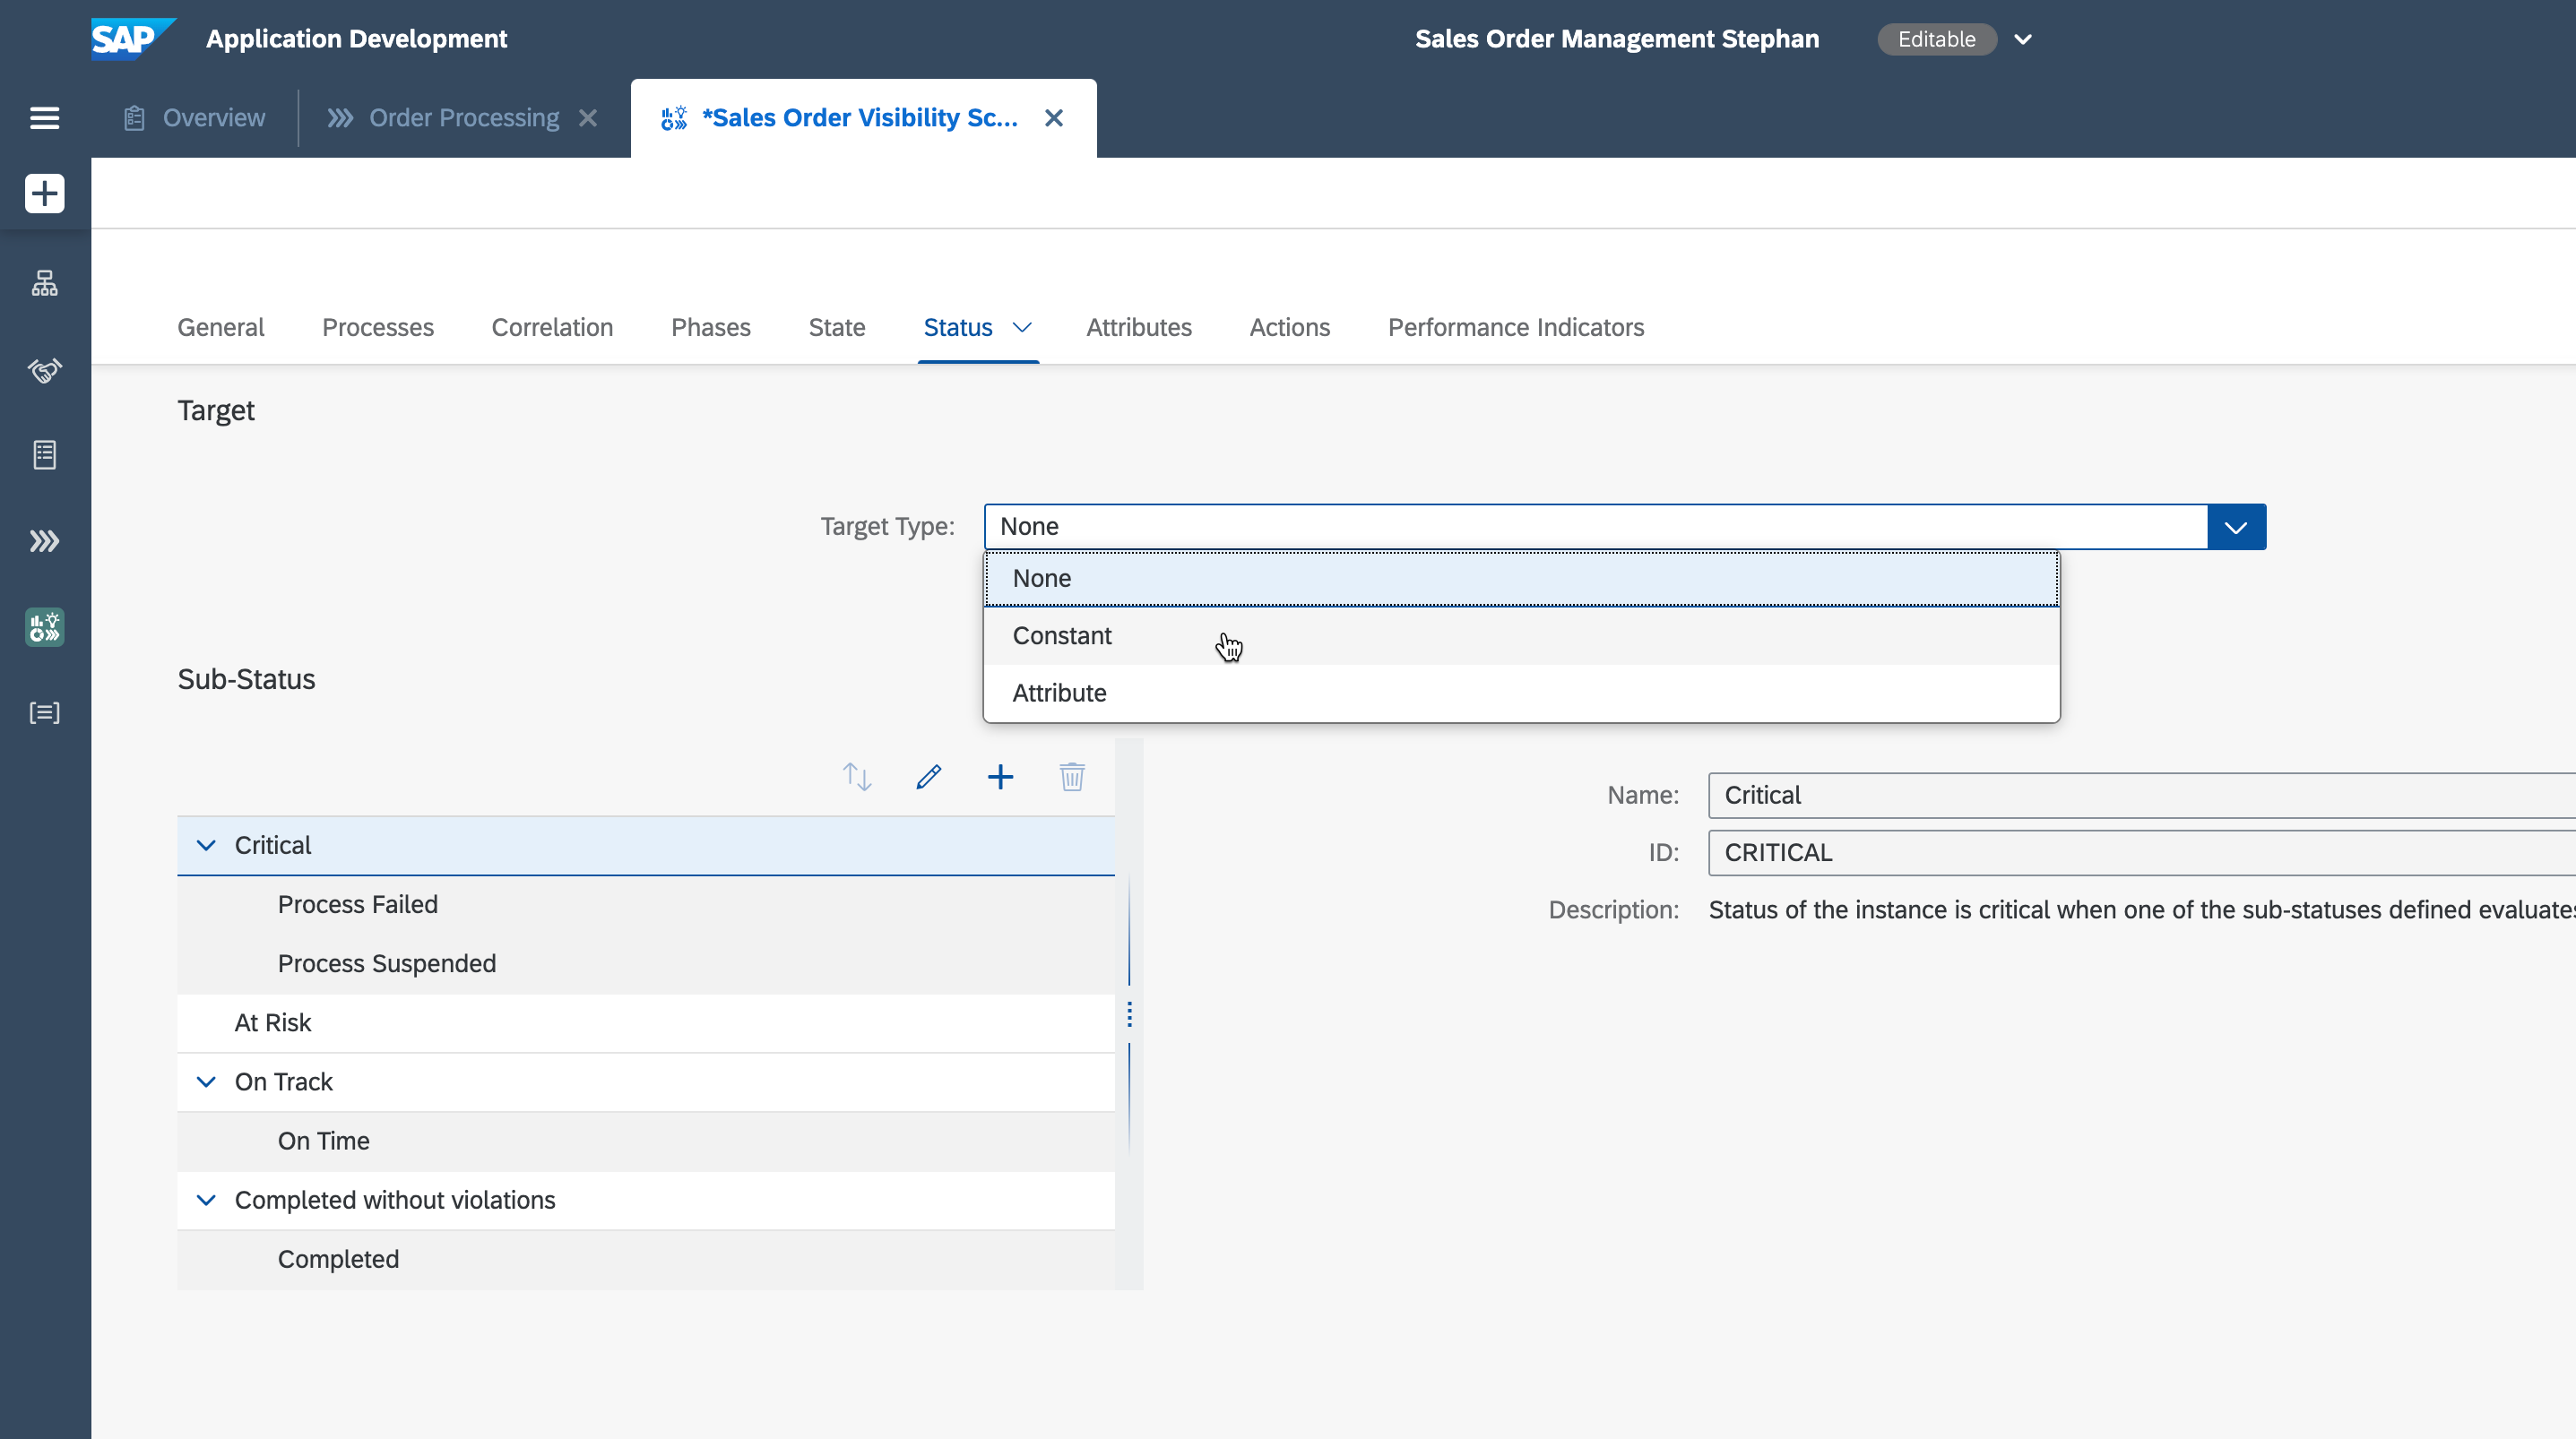 SAP Application Development Sales Order Management Stephan Editable
Overview Order Processing *Sales Order Visibility Sc...
General Processes Correlation Phases State Status Attributes Actions Performance Indicators
Target
Target Type: None
None
Constant
Attribute
Sub-Status
Critical
Process Failed
Process Suspended
At Risk
On Track
On Time
Completed without violations
Completed
Name: Critical
ID: CRITICAL
Description: Status of the instance is critical when one of the sub-statuses defined evaluates